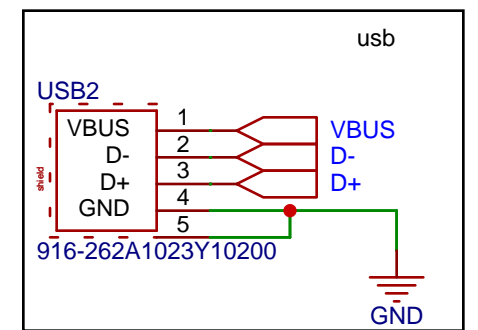 usb
USB2
VBUS 1 VBUS
D- 2 D-
D+ 3 D+
GND 4
5
shield
916-262A1023Y10200
GND